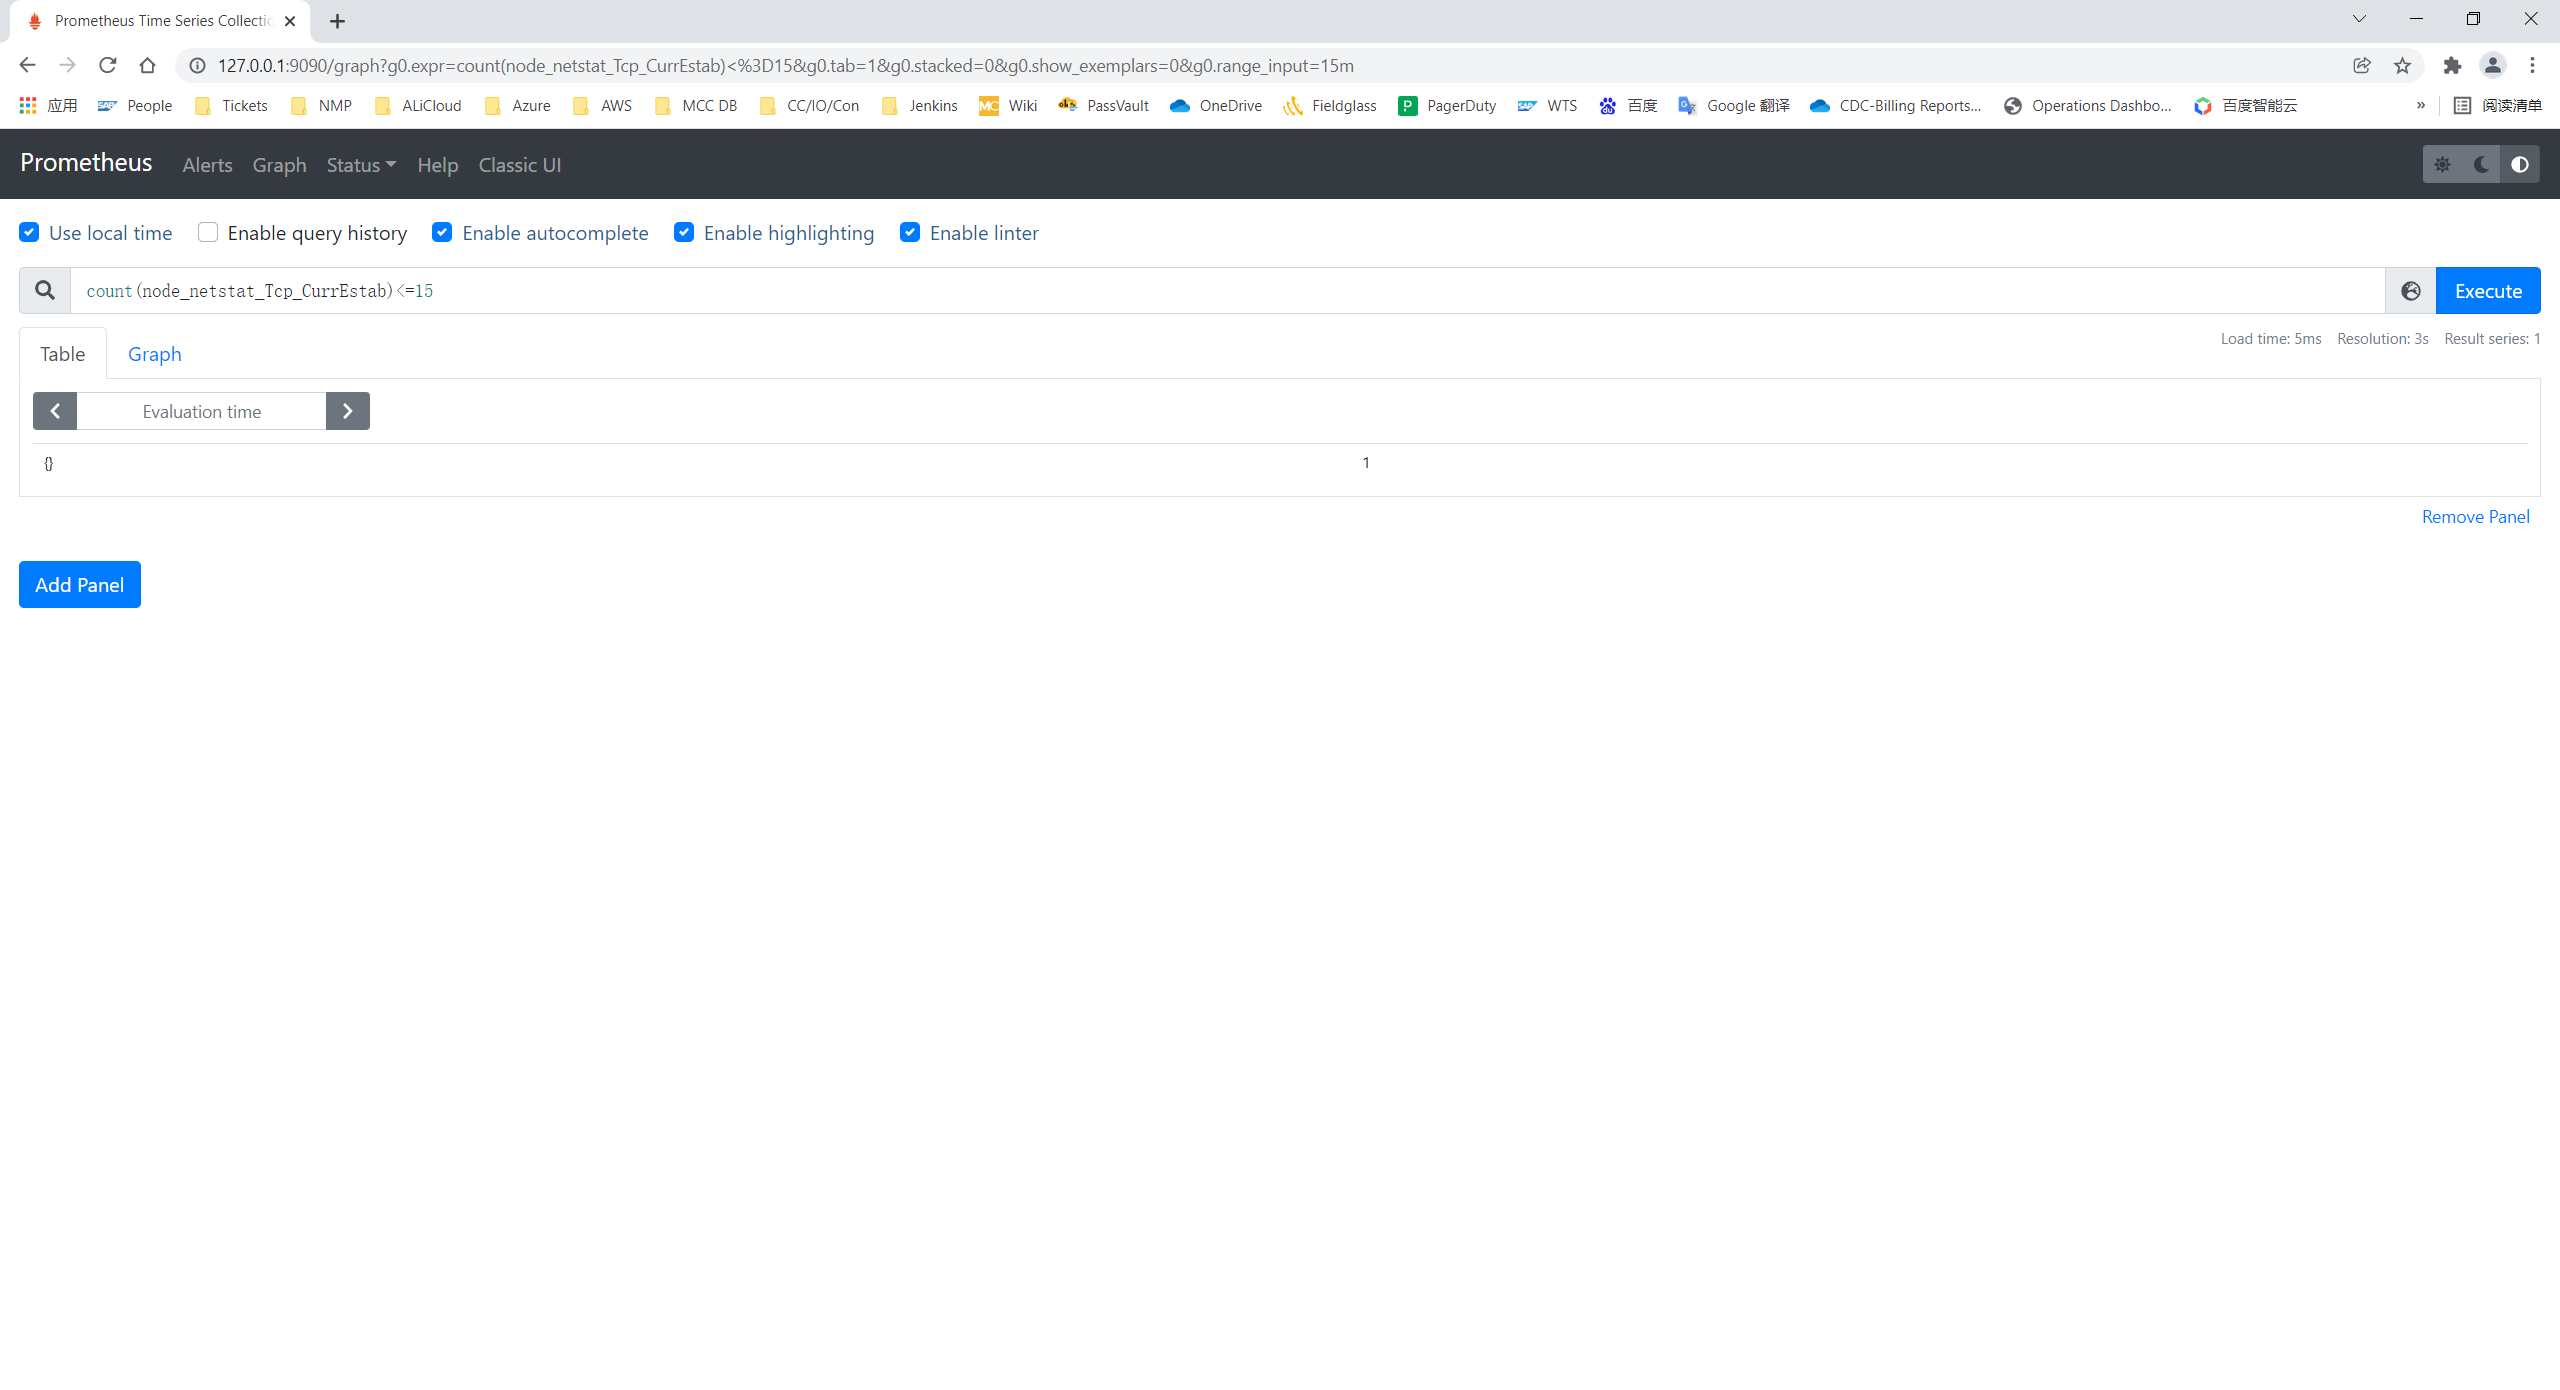 Prometheus Time Series Collectio
127.0.0.1:9090/graph?g0.expr=count(node_netstat_Tcp_CurrEstab)<%3D15&g0.tab=1&g0.stacked=0&g0.show_exemplars=0&g0.range_input=15m
应用 SAP People Tickets NMP ALiCloud Azure AWS MCC DB CC/IO/Con Jenkins MC Wiki PassVault OneDrive Fieldglass P PagerDuty SAP WTS du 百度 G Google 翻译 CDC-Billing Reports... Operations Dashbo... 百度智能云 » 阅读清单
Prometheus Alerts Graph Status Help Classic UI
Use local time Enable query history Enable autocomplete Enable highlighting Enable linter
count(node_netstat_Tcp_CurrEstab)<=15 Execute
Table Graph Load time: 5ms Resolution: 3s Result series: 1
Evaluation time
{} 1
Remove Panel
Add Panel